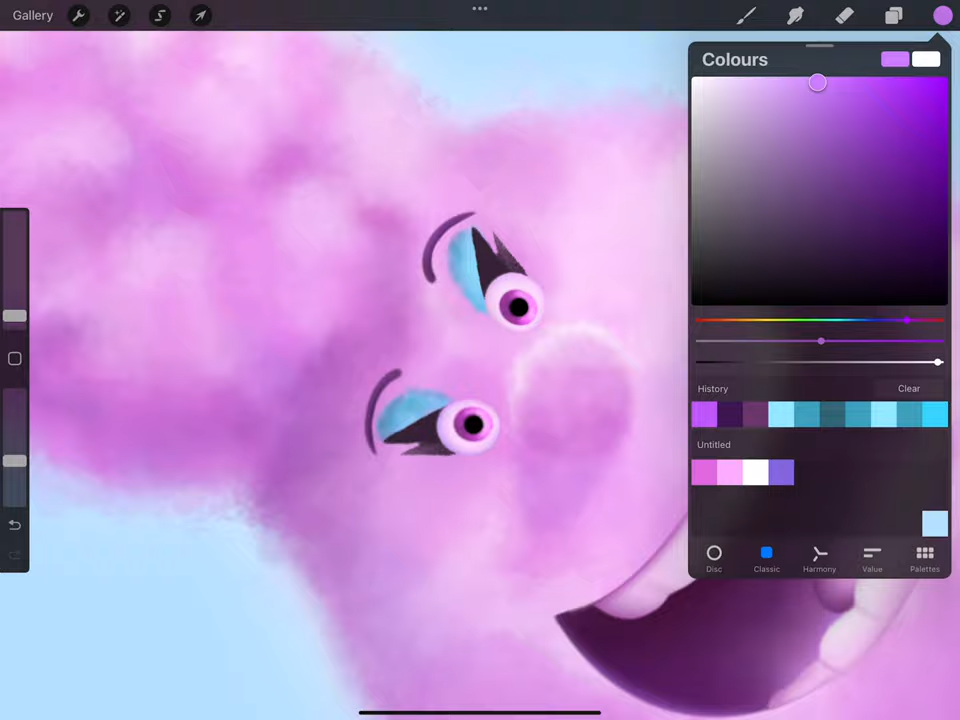 Gallery
Colours
History Clear
Untitled
Disc Classic Harmony Value Palettes